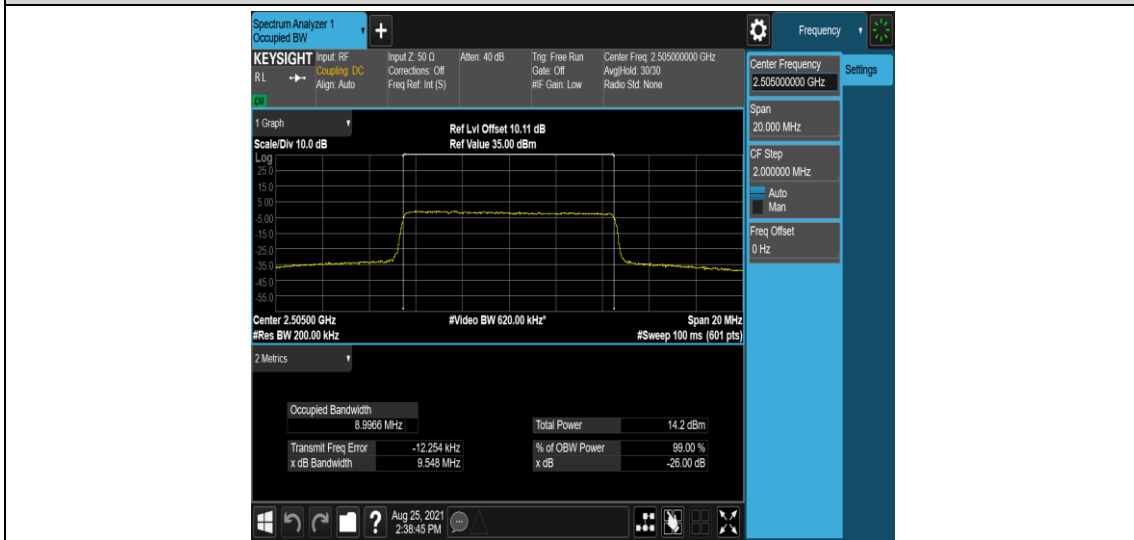 Spectrum Analyzer 1
Occupied BW
+
Frequency
KEYSIGHT
RL
Input: RF
Coupling: DC
Align: Auto
Input Z: 50 Ω
Corrections: Off
Freq Ref: Int (S)
Atten: 40 dB
Trig: Free Run
Gate: Off
#IF Gain: Low
Center Freq: 2.505000000 GHz
Avg|Hold: 30/30
Radio Std: None
Center Frequency
2.505000000 GHz
Settings
Span
20.000 MHz
CF Step
2.000000 MHz
Auto
Man
Freq Offset
0 Hz
1 Graph
Scale/Div 10.0 dB
Ref Lvl Offset 10.11 dB
Ref Value 35.00 dBm
Log
25.0
15.0
5.00
-5.00
-15.0
-25.0
-35.0
-45.0
-55.0
Center 2.50500 GHz
#Res BW 200.00 kHz
#Video BW 620.00 kHz*
Span 20 MHz
#Sweep 100 ms (601 pts)
2 Metrics
Occupied Bandwidth
8.9966 MHz
Total Power 14.2 dBm
Transmit Freq Error -12.254 kHz
% of OBW Power 99.00 %
x dB Bandwidth 9.548 MHz
x dB -26.00 dB
?
Aug 25, 2021
2:38:45 PM